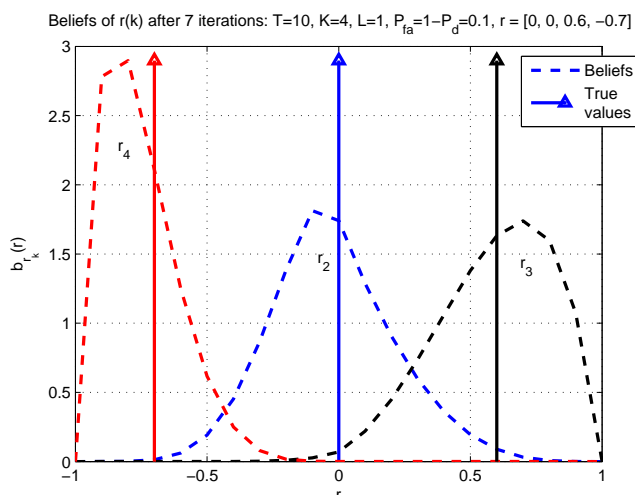 Beliefs of r(k) after 7 iterations: T=10, K=4, L=1, P_fa=1−P_d=0.1, r = [0, 0, 0.6, −0.7]
3
2.5
2
1.5
1
0.5
0
b_{r_k}(r)
Beliefs
True
values
r_4
r_2
r_3
−1
−0.5
0
0.5
1
r